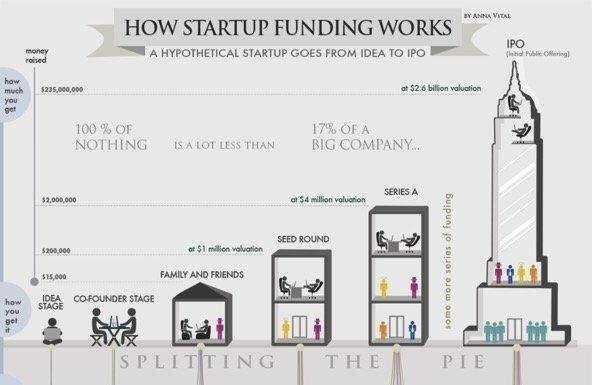 HOW STARTUP FUNDING WORKS
BY ANNA VITAL
A HYPOTHETICAL STARTUP GOES FROM IDEA TO IPO
money
raised
IPO
(Initial Public Offering)
how
much
you
get
$235,000,000
at $2.6 billion valuation
100 % OF
NOTHING
IS A LOT LESS THAN
17% OF A
BIG COMPANY...
$2,000,000
at $4 million valuation
SERIES A
some more series of funding
$200,000
at $1 million valuation
SEED ROUND
$15,000
FAMILY AND FRIENDS
how
you
get
it
IDEA
STAGE
CO-FOUNDER STAGE
SPLITTING THE PIE